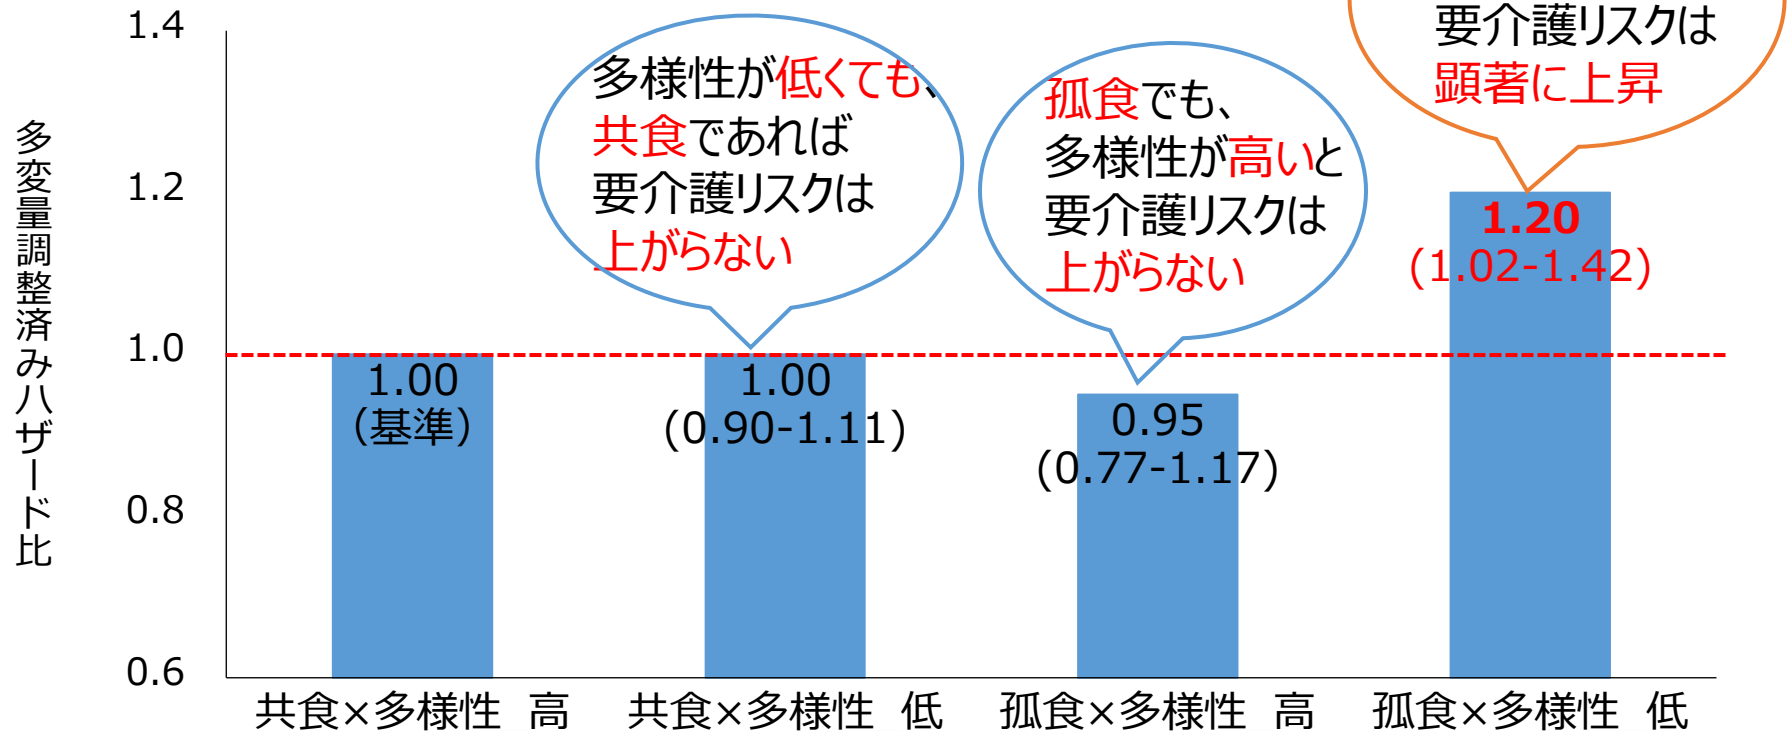 多変量調整済みハザード比
1.4
1.2
1.0
0.8
0.6
多様性が低くても、
共食であれば
要介護リスクは
上がらない
孤食でも、
多様性が高いと
要介護リスクは
上がらない
要介護リスクは
顕著に上昇
1.00
（基準）
1.00
(0.90-1.11)
0.95
(0.77-1.17)
1.20
(1.02-1.42)
共食×多様性 高
共食×多様性 低
孤食×多様性 高
孤食×多様性 低